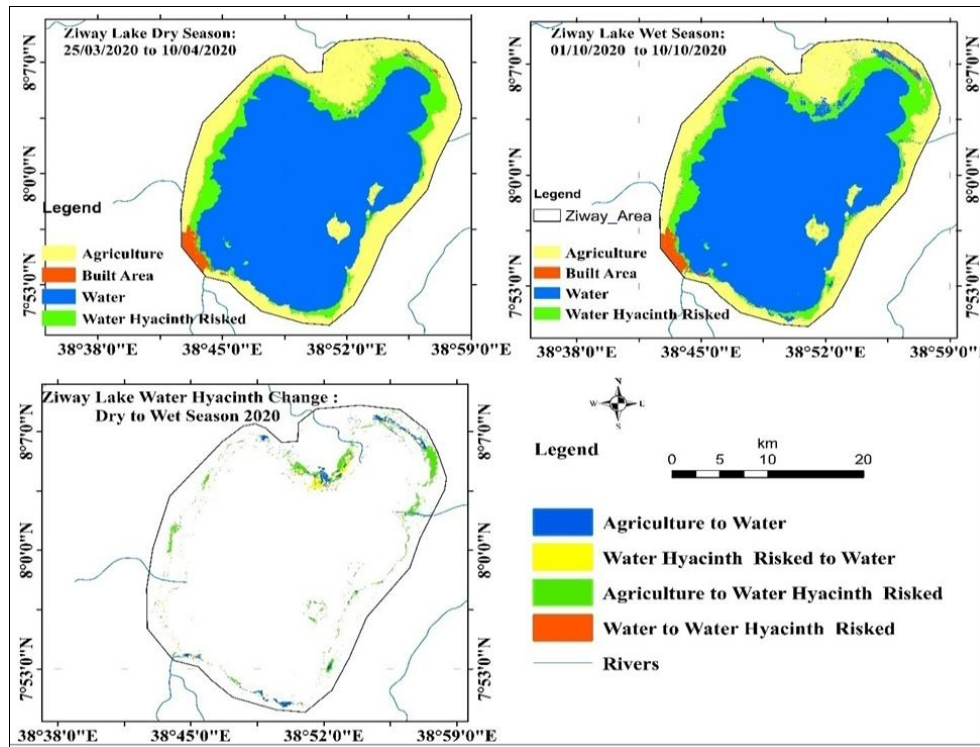 Ziway Lake Dry Season:
25/03/2020 to 10/04/2020
8°7'0"N
8°0'0"N
7°53'0"N
Legend
Agriculture
Built Area
Water
Water Hyacinth Risked
38°38'0"E
38°45'0"E
38°52'0"E
38°59'0"E
Ziway Lake Wet Season:
01/10/2020 to 10/10/2020
8°7'0"N
8°0'0"N
7°53'0"N
Legend
Ziway_Area
Agriculture
Built Area
Water
Water Hyacinth Risked
38°38'0"E
38°45'0"E
38°52'0"E
38°59'0"E
Ziway Lake Water Hyacinth Change :
Dry to Wet Season 2020
8°7'0"N
8°0'0"N
7°53'0"N
38°38'0"E
38°45'0"E
38°52'0"E
38°59'0"E
N
W
S
Legend
km
0 5 10 20
Agriculture to Water
Water Hyacinth Risked to Water
Agriculture to Water Hyacinth Risked
Water to Water Hyacinth Risked
Rivers